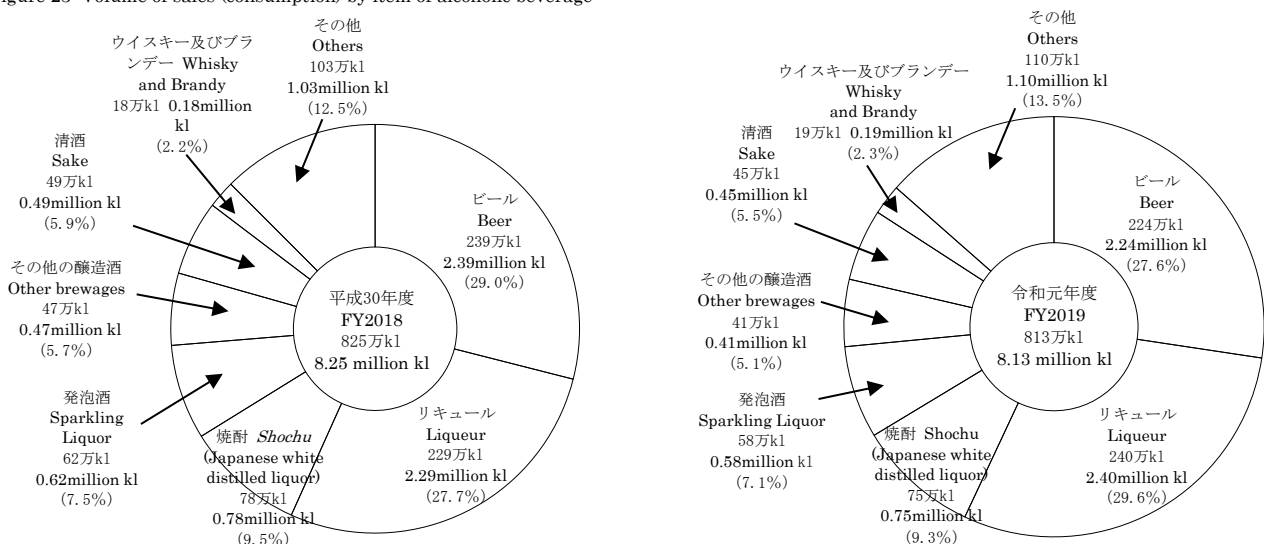 Figure 25 Volume of sales (consumption) by item of alcoholic beverage
その他
Others
103万kl
1.03million kl
(12.5%)
ウイスキー及びブラ
ンデー Whisky
and Brandy
18万kl 0.18million
kl
(2.2%)
清酒
Sake
49万kl
0.49million kl
(5.9%)
その他の醸造酒
Other brewages
47万kl
0.47million kl
(5.7%)
発泡酒
Sparkling
Liquor
62万kl
0.62million kl
(7.5%)
焼酎 Shochu
(Japanese white
distilled liquor)
78万kl
0.78million kl
(9.5%)
リキュール
Liqueur
229万kl
2.29million kl
(27.7%)
ビール
Beer
239万kl
2.39million kl
(29.0%)
平成30年度
FY2018
825万kl
8.25 million kl
その他
Others
110万kl
1.10million kl
(13.5%)
ウイスキー及びブランデー
Whisky
and Brandy
19万kl 0.19million kl
(2.3%)
清酒
Sake
45万kl
0.45million kl
(5.5%)
その他の醸造酒
Other brewages
41万kl
0.41million kl
(5.1%)
発泡酒
Sparkling Liquor
58万kl
0.58million kl
(7.1%)
焼酎 Shochu
(Japanese white
distilled liquor)
75万kl
0.75million kl
(9.3%)
リキュール
Liqueur
240万kl
2.40million kl
(29.6%)
ビール
Beer
224万kl
2.24million kl
(27.6%)
令和元年度
FY2019
813万kl
8.13 million kl